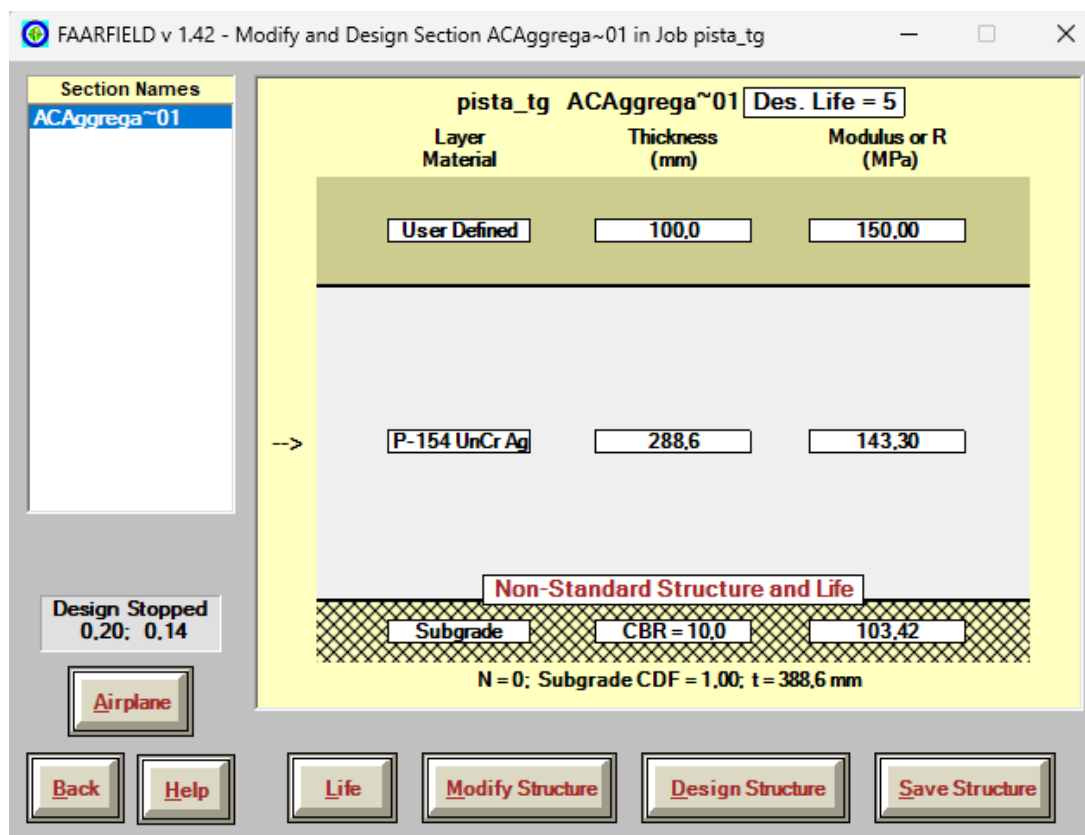 FAARFIELD v 1.42 - Modify and Design Section ACAggrega~01 in Job pista_tg
Section Names
ACAggrega~01
pista_tg ACAggrega~01 Des. Life = 5
Layer Material Thickness (mm) Modulus or R (MPa)
User Defined 100,0 150,00
--> P-154 UnCr Ag 288,6 143,30
Non-Standard Structure and Life
Subgrade CBR = 10,0 103,42
N = 0; Subgrade CDF = 1,00; t = 388,6 mm
Design Stopped
0,20; 0,14
Airplane
Back Help Life Modify Structure Design Structure Save Structure